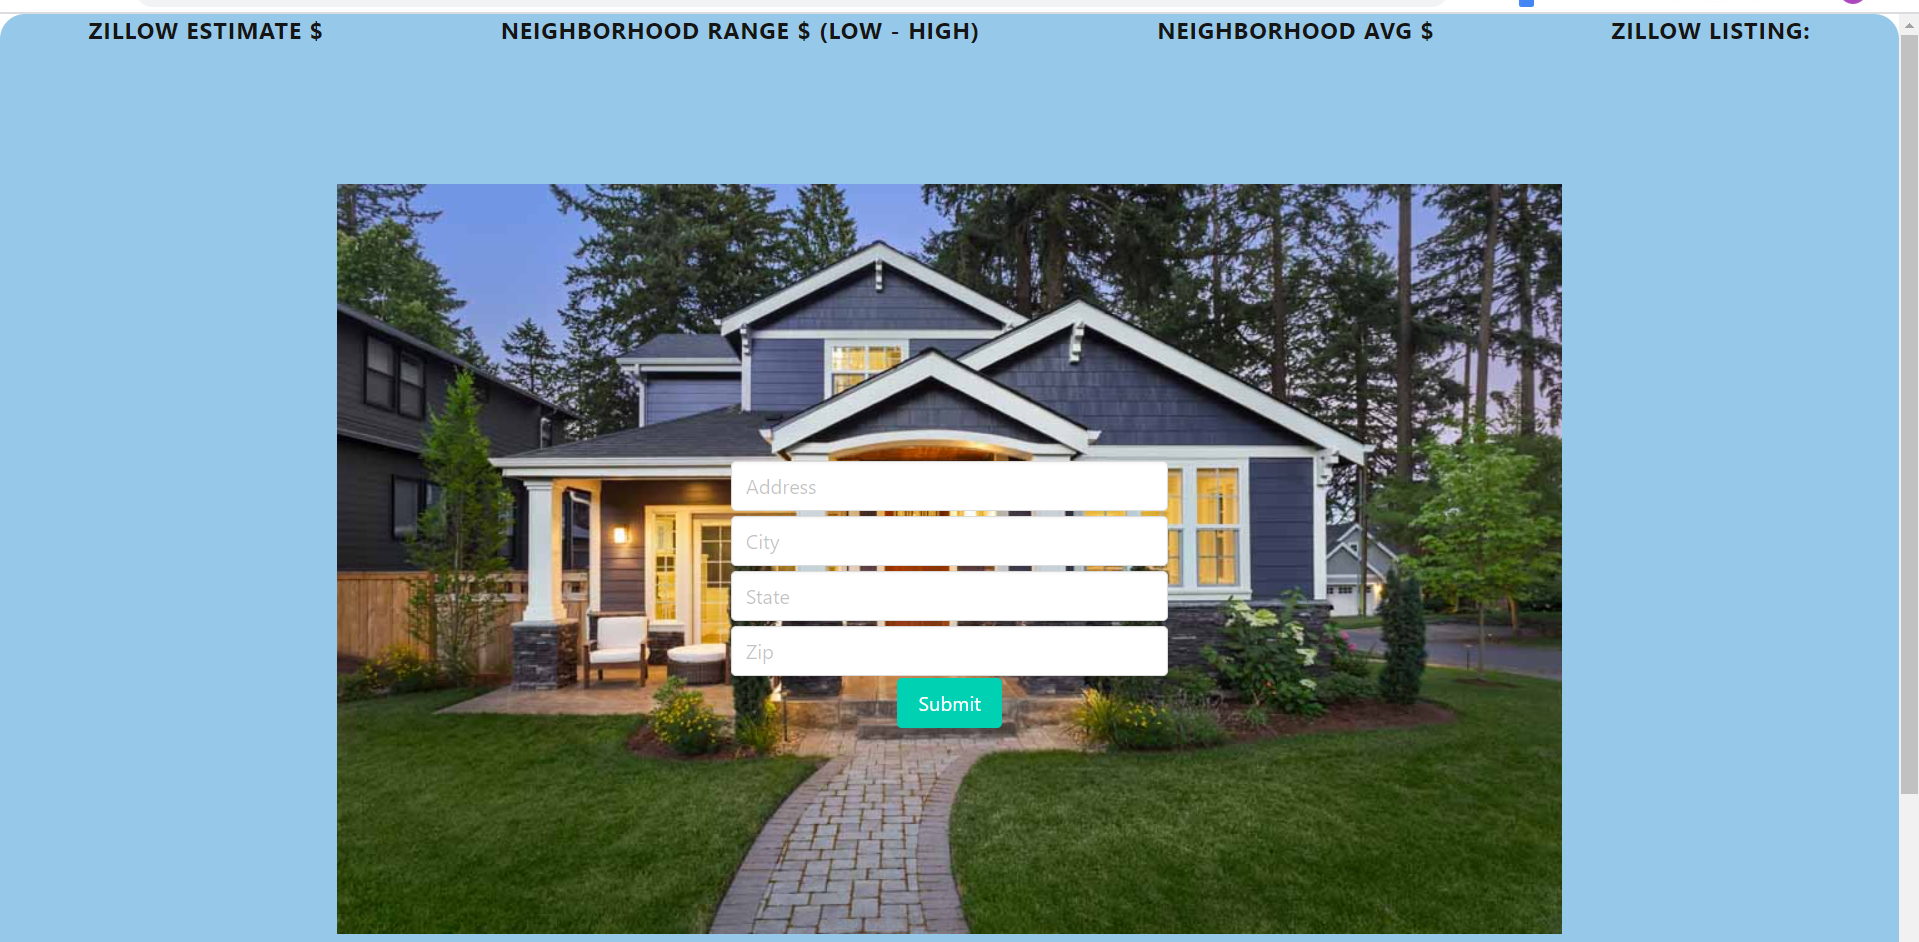 ZILLOW ESTIMATE $
NEIGHBORHOOD RANGE $ (LOW - HIGH)
NEIGHBORHOOD AVG $
ZILLOW LISTING:
Address
City
State
Zip
Submit